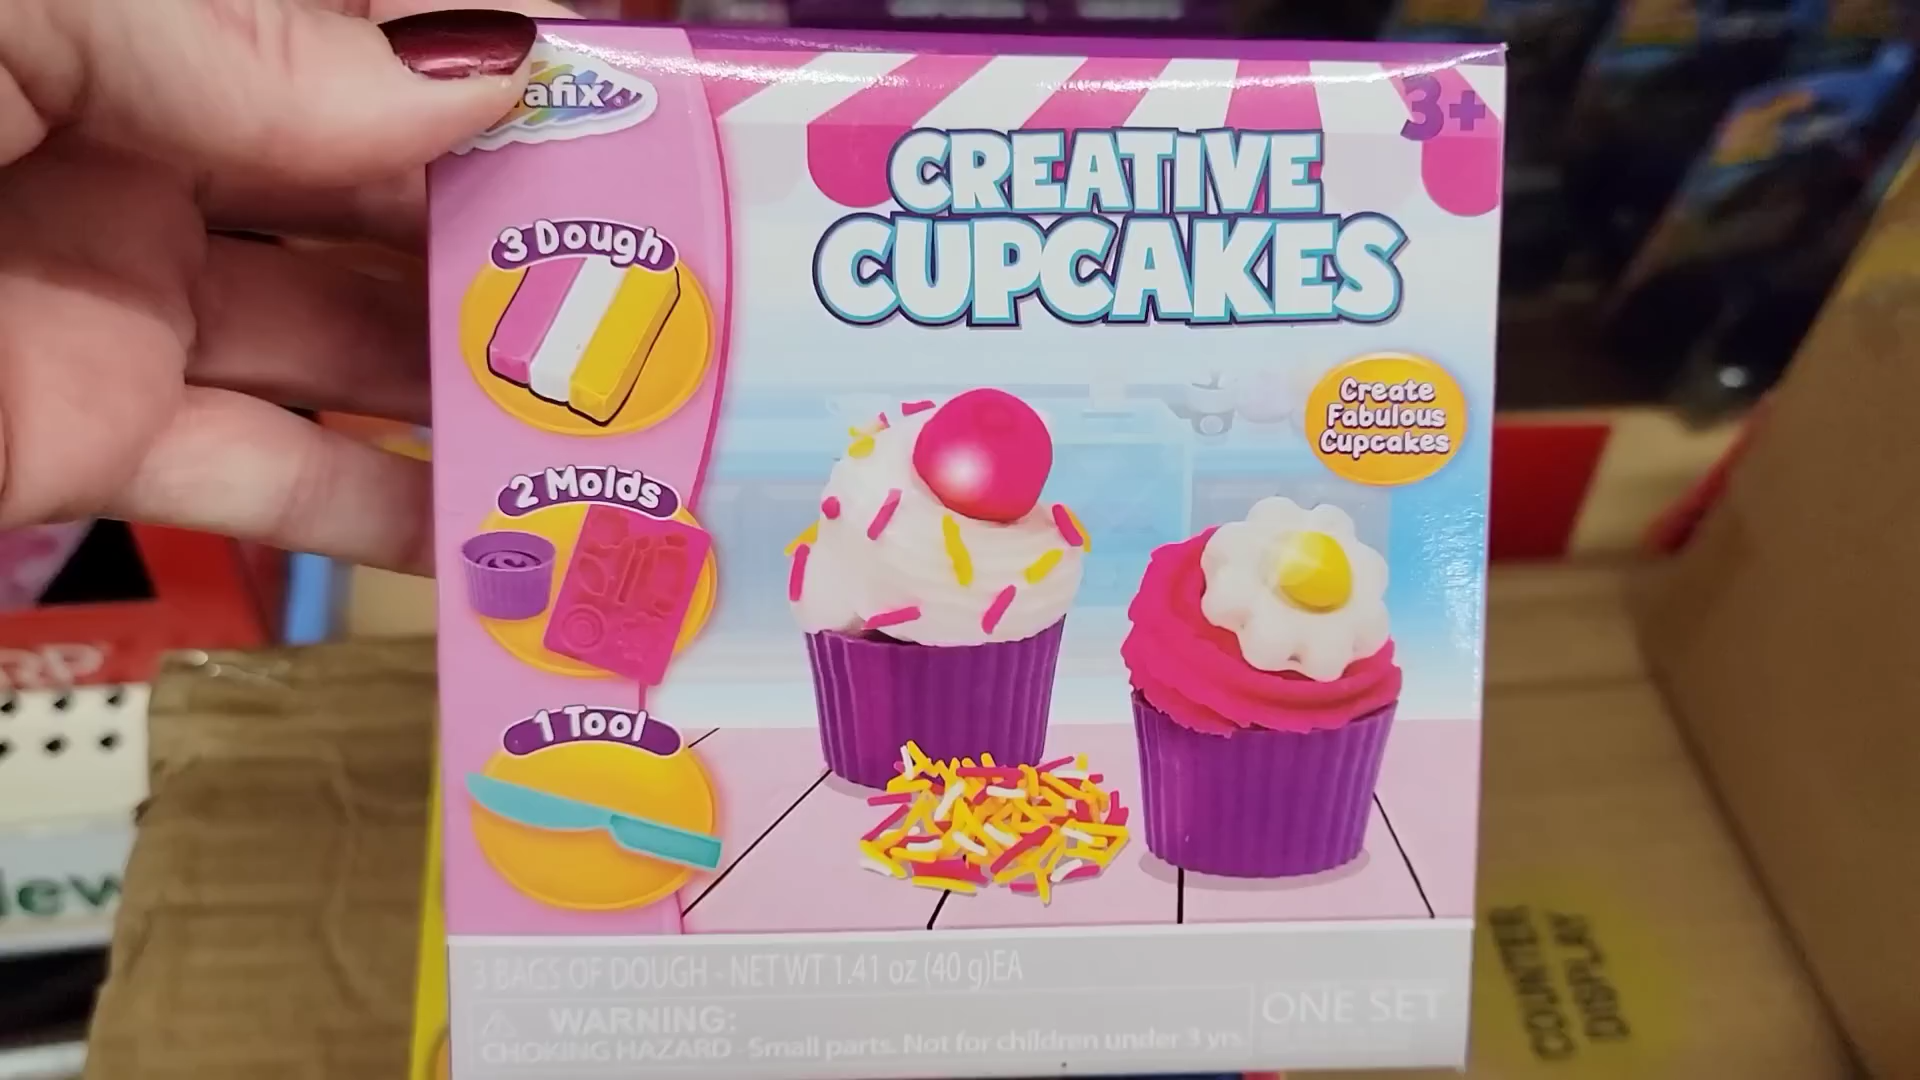 afix
3+
CREATIVE
CUPCAKES
3 Dough
Create
Fabulous
Cupcakes
2 Molds
1 Tool
3 BAGS OF DOUGH - NET WT 1.41 oz (40 g)EA
WARNING:
CHOKING HAZARD - Small parts. Not for children under 3 yrs.
ONE SET
RP
lew
COUNTER
DISPLAY